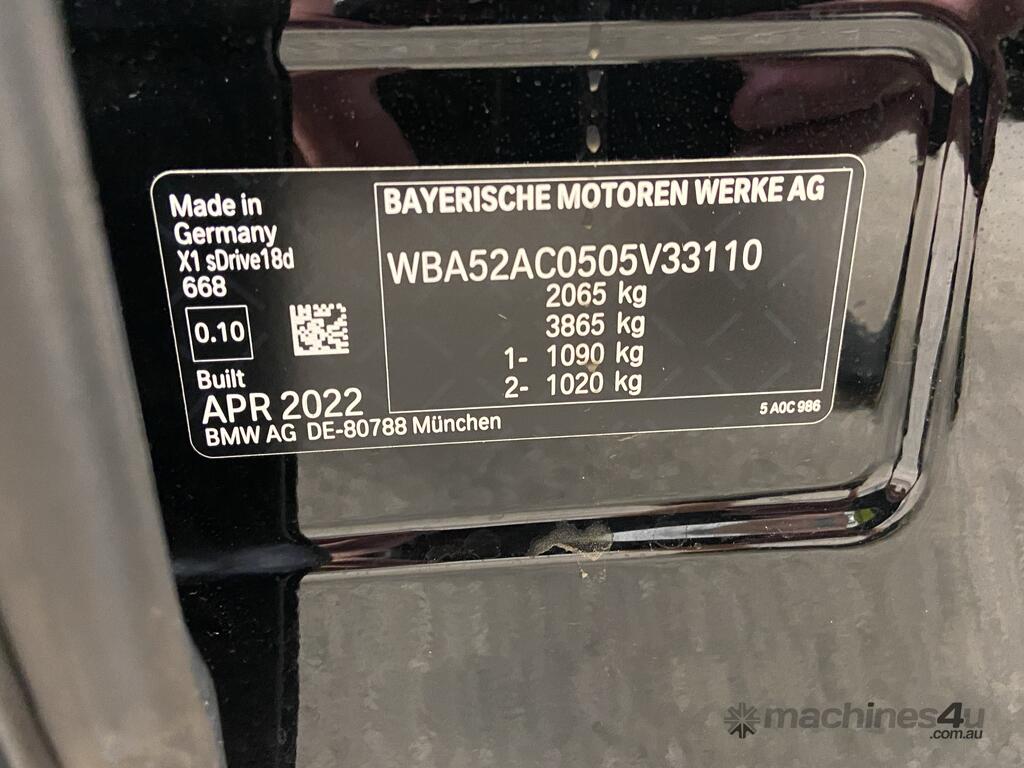 Made in
Germany
X1 sDrive18d
668
0.10
Built
APR 2022
BMW AG DE-80788 München
BAYERISCHE MOTOREN WERKE AG
WBA52AC0505V33110
2065 kg
3865 kg
1- 1090 kg
2- 1020 kg
5 A0C 986
machines4u
.com.au